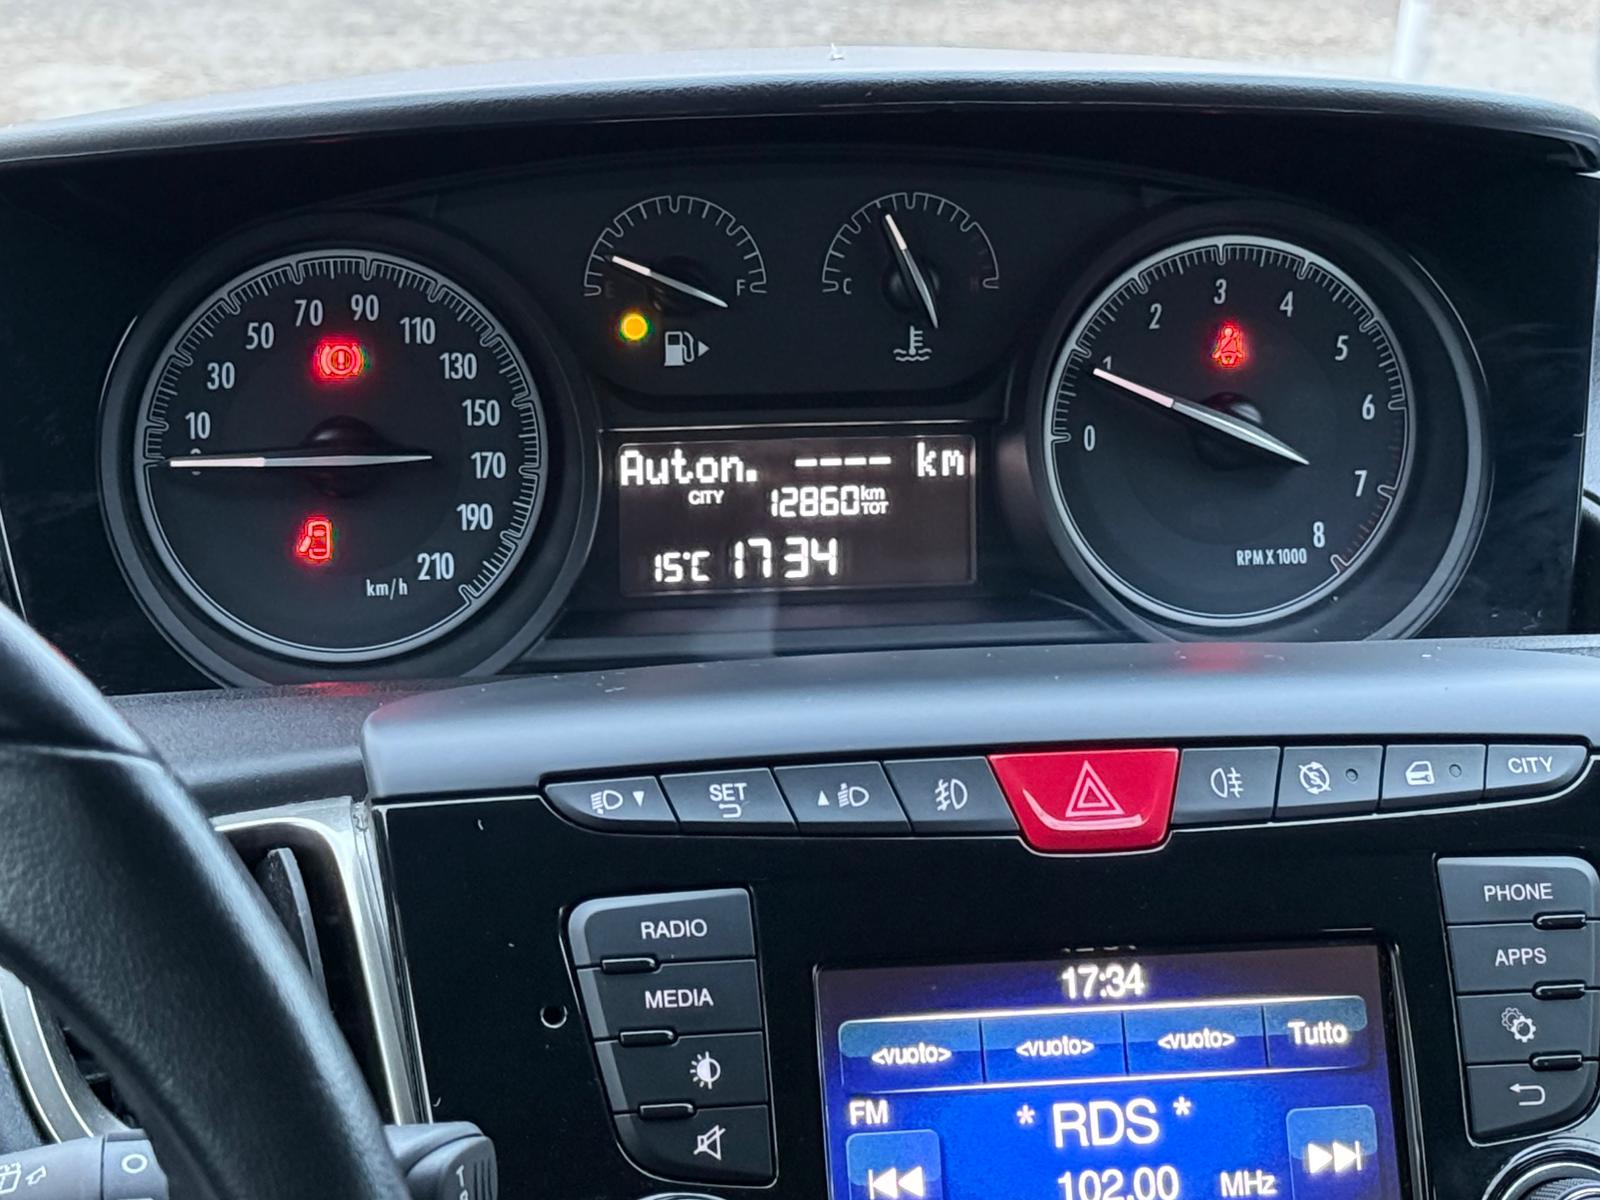 10
30
50
70
90
110
130
150
170
190
210
km/h
E
F
C
H
Auton. ---- km
CITY
12860 km TOT
15°C 17 34
0
1
2
3
4
5
6
7
8
RPM X 1000
SET
CITY
RADIO
MEDIA
PHONE
APPS
17:34
<vuoto> <vuoto> <vuoto> Tutto
FM
* RDS *
102.00 MHz